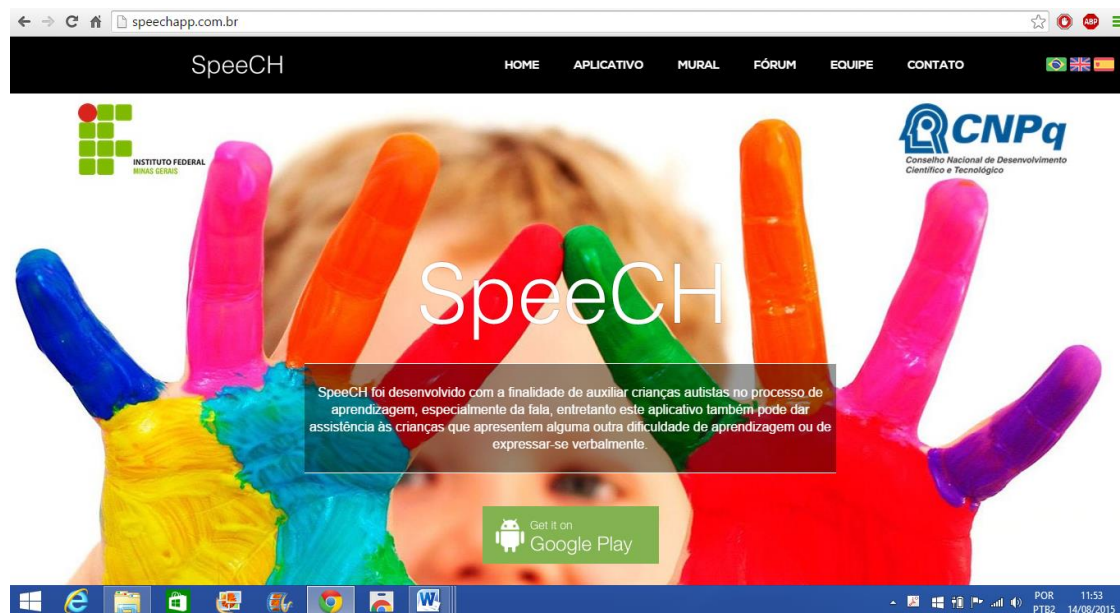 speechapp.com.br
ABP
SpeeCH
HOME APLICATIVO MURAL FÓRUM EQUIPE CONTATO
INSTITUTO FEDERAL
MINAS GERAIS
CNPq
Conselho Nacional de Desenvolvimento
Científico e Tecnológico
SpeeCH
SpeeCH foi desenvolvido com a finalidade de auxiliar crianças autistas no processo de
aprendizagem, especialmente da fala, entretanto este aplicativo também pode dar
assistência às crianças que apresentem alguma outra dificuldade de aprendizagem ou de
expressar-se verbalmente.
Get it on
Google Play
POR 11:53
PTB2 14/08/2015